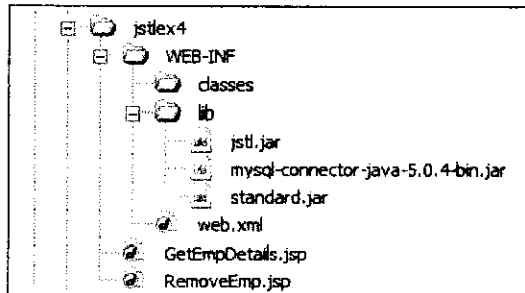 jstlex4
WEB-INF
classes
lib
jstl.jar
mysql-connector-java-5.0.4-bin.jar
standard.jar
web.xml
GetEmpDetails.jsp
RemoveEmp.jsp